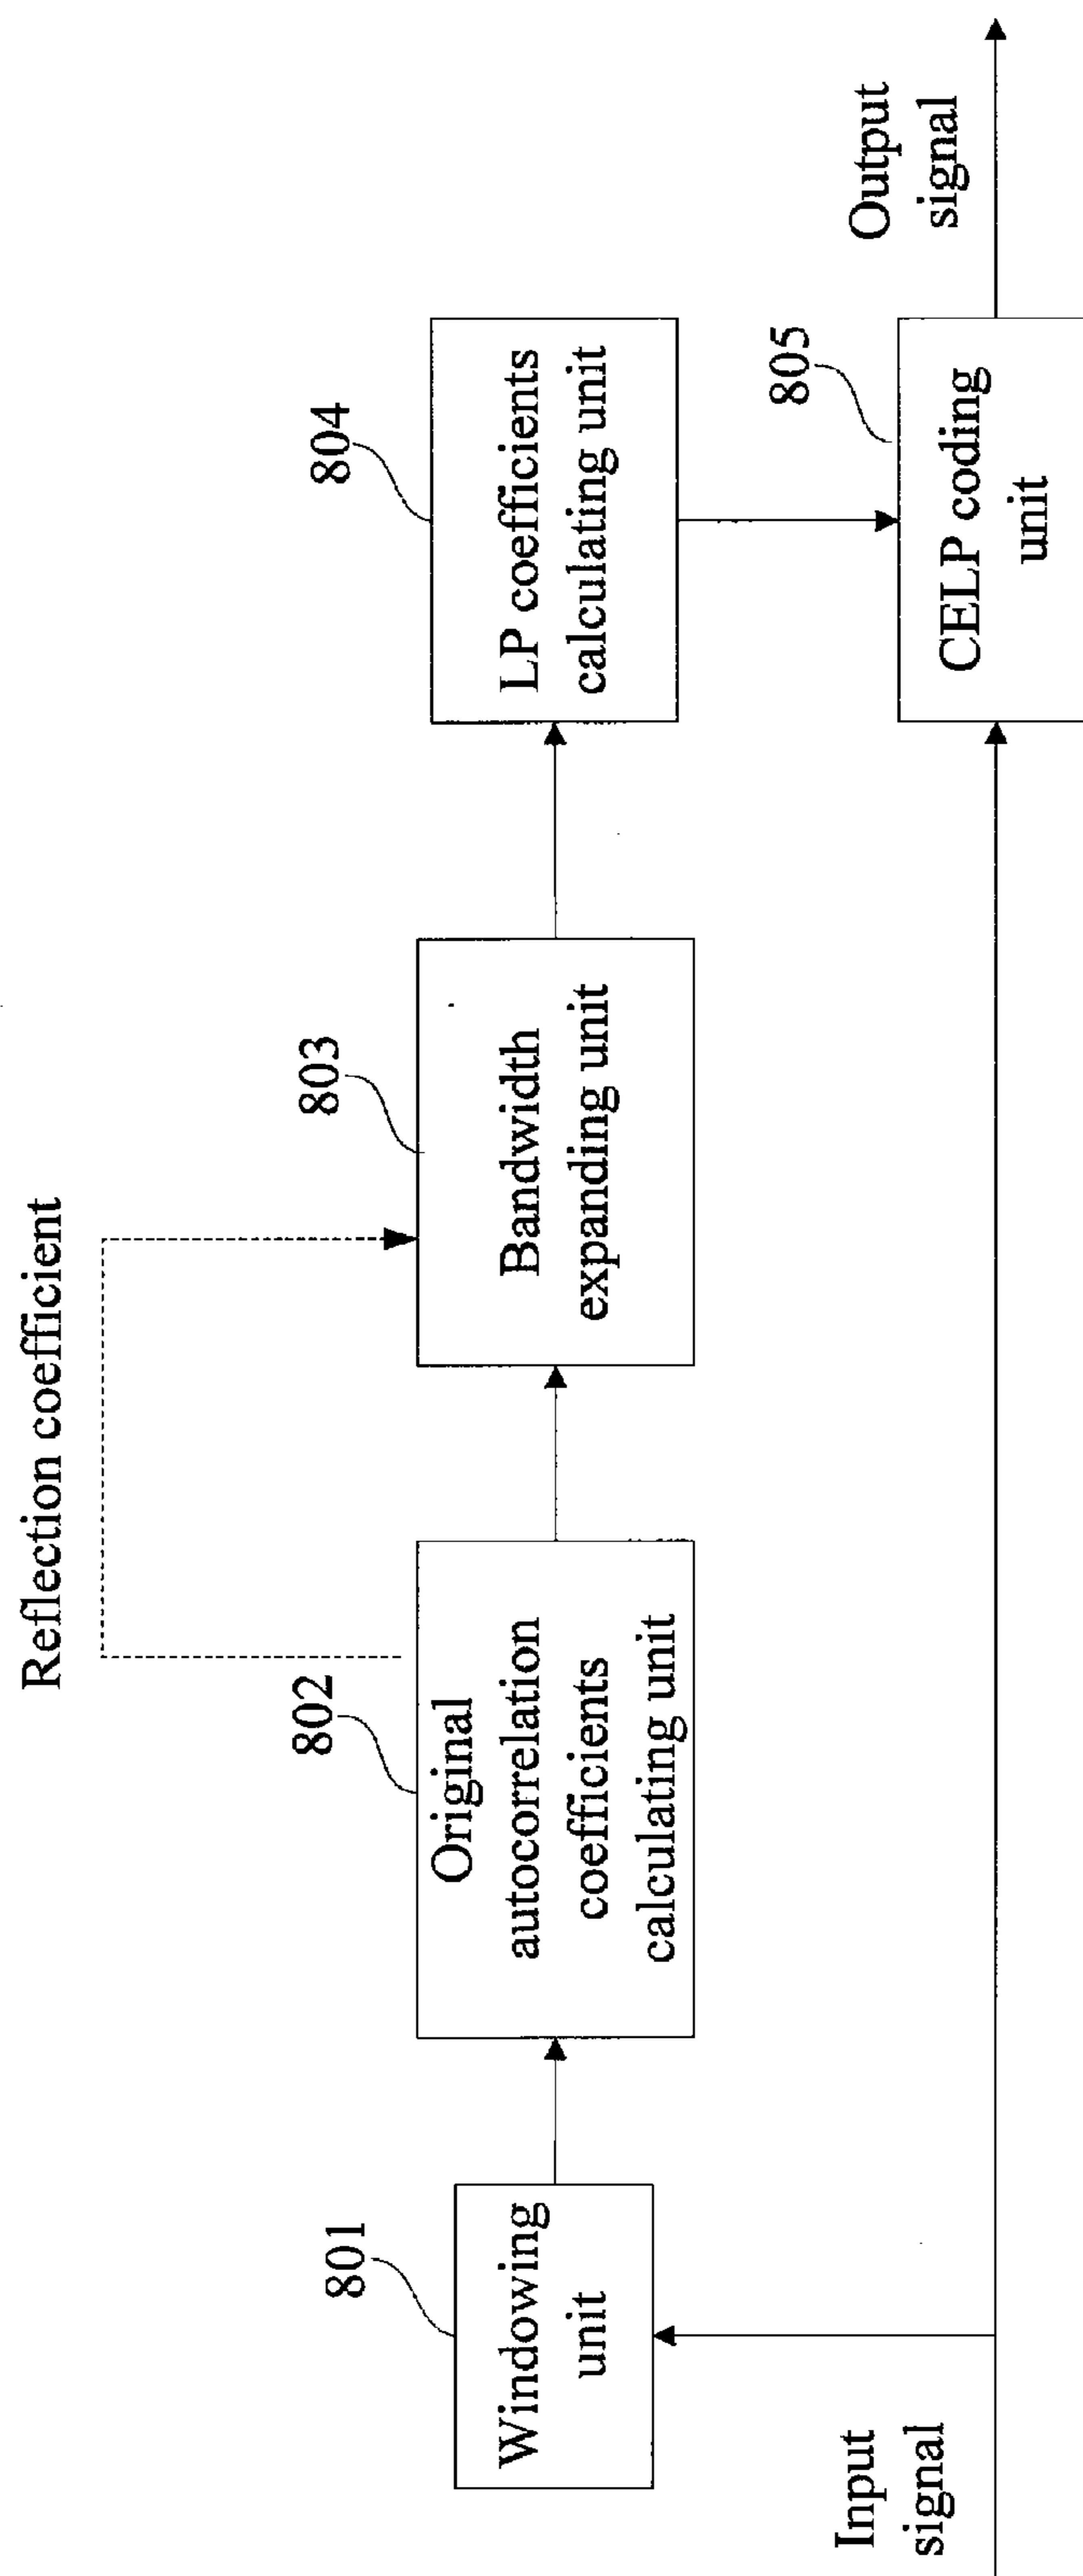 Reflection coefficient
801
Windowing
unit
802
Original
autocorrelation
coefficients
calculating unit
803
Bandwidth
expanding unit
804
LP coefficients
calculating unit
Input
signal
805
CELP coding
unit
Output
signal